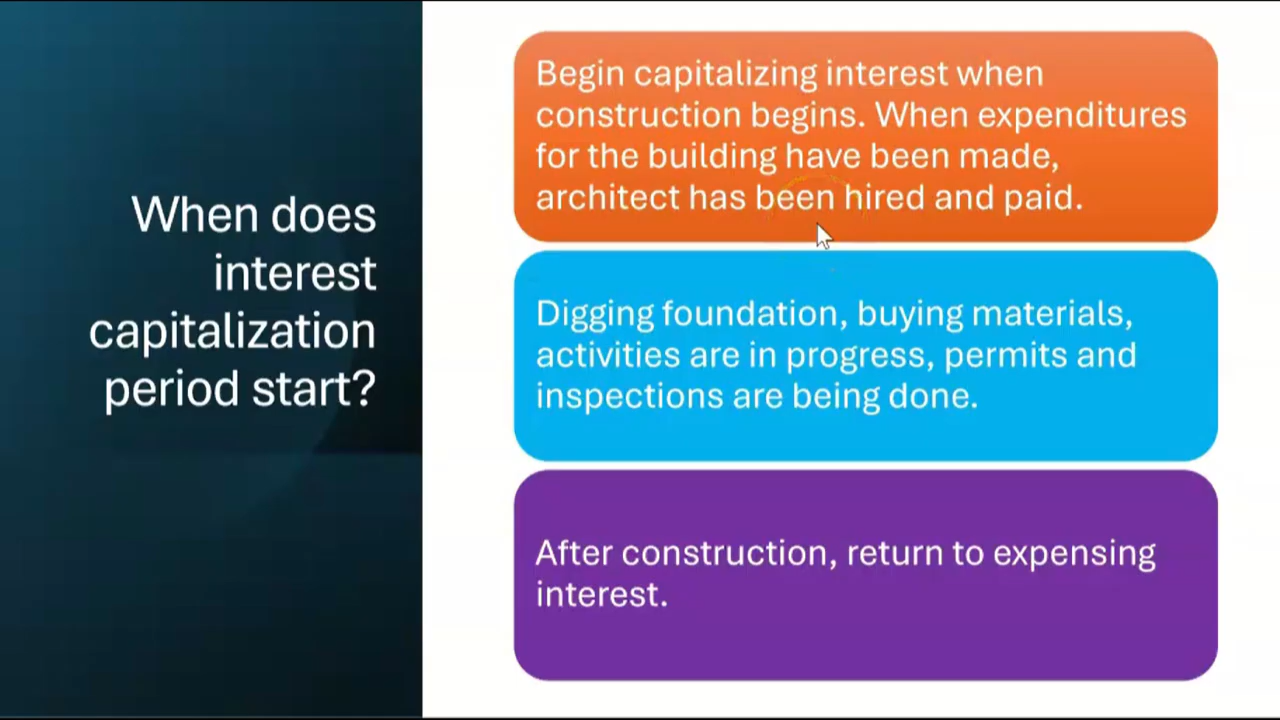 When does
interest
capitalization
period start?
Begin capitalizing interest when
construction begins. When expenditures
for the building have been made,
architect has been hired and paid.
Digging foundation, buying materials,
activities are in progress, permits and
inspections are being done.
After construction, return to expensing
interest.